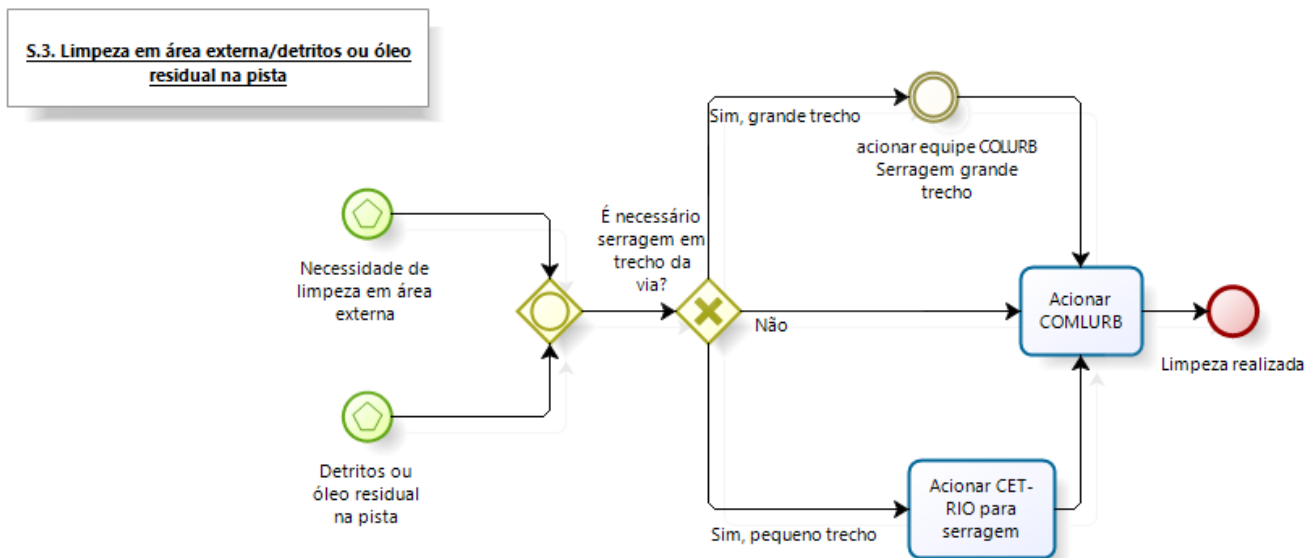 S.3. Limpeza em área externa/detritos ou óleo
residual na pista
Necessidade de
limpeza em área
externa
Detritos ou
óleo residual
na pista
É necessário
serragem em
trecho da
via?
Sim, grande trecho
acionar equipe COLURB
Serragem grande
trecho
Não
Acionar
COMLURB
Limpeza realizada
Sim, pequeno trecho
Acionar CET-
RIO para
serragem